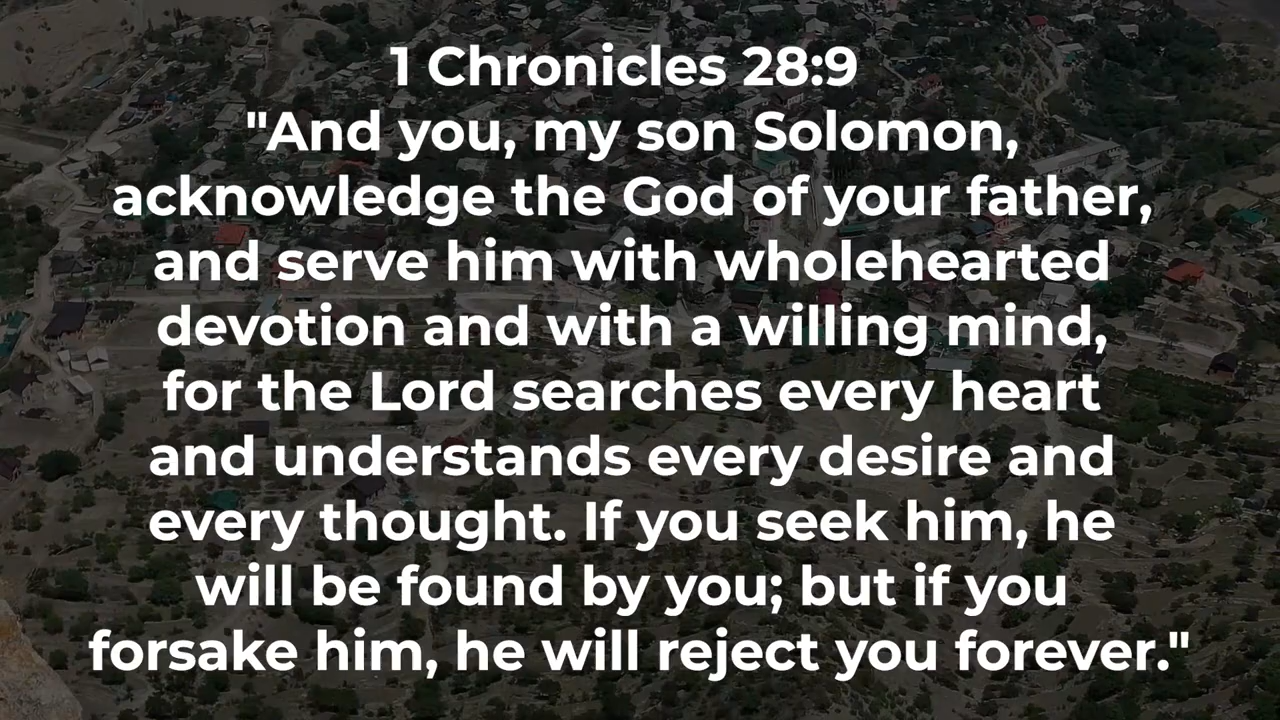 1 Chronicles 28:9
"And you, my son Solomon,
acknowledge the God of your father,
and serve him with wholehearted
devotion and with a willing mind,
for the Lord searches every heart
and understands every desire and
every thought. If you seek him, he
will be found by you; but if you
forsake him, he will reject you forever."